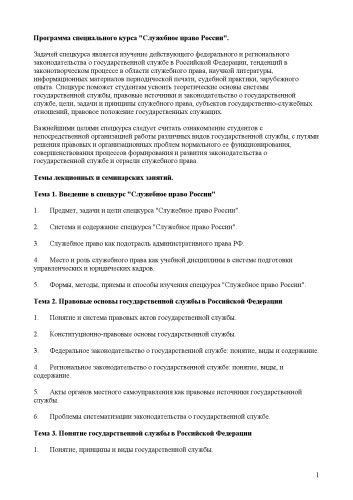 Программа специального курса "Служебное право России".
Задачей спецкурса является изучение действующего федерального и регионального
законодательства о государственной службе в Российской Федерации, тенденций в
законотворческом процессе в области служебного права, научной литературы,
информационных материалов периодической печати, судебной практики, зарубежного
опыта. Спецкурс поможет студентам усвоить теоретические основы системы
государственной службы, правовые источники и законодательство о государственной
службе, цели, задачи и принципы служебного права, субъектов государственно-служебных
отношений, правовое положение государственных служащих.
Важнейшими целями спецкурса следует считать ознакомление студентов с
непосредственной организацией работы различных видов государственной службы, с путями
решения правовых и организационных проблем нормального ее функционирования,
совершенствования процессов формирования и развития законодательства о
государственной службе и отрасли служебного права.
Темы лекционных и семинарских занятий.
Тема 1. Введение в спецкурс "Служебное право России"
1. Предмет, задачи и цели спецкурса "Служебное право России".
2. Система и содержание спецкурса "Служебное право России".
3. Служебное право как подотрасль административного права РФ.
4. Место и роль служебного права как учебной дисциплины в системе подготовки
управленческих и юридических кадров.
5. Формы, методы, приемы и способы изучения спецкурса "Служебное право России".
Тема 2. Правовые основы государственной службы в Российской Федерации
1. Понятие и система правовых актов государственной службы.
2. Конституционно-правовые основы государственной службы.
3. Федеральное законодательство о государственной службе: понятие, виды и содержание.
4. Региональное законодательство о государственной службе: понятие, виды, и
содержание.
5. Акты органов местного самоуправления как правовые источники государственной
службы.
6. Проблемы систематизации законодательства о государственной службе.
Тема 3. Понятие государственной службы в Российской Федерации
1. Понятие, принципы и виды государственной службы.
1